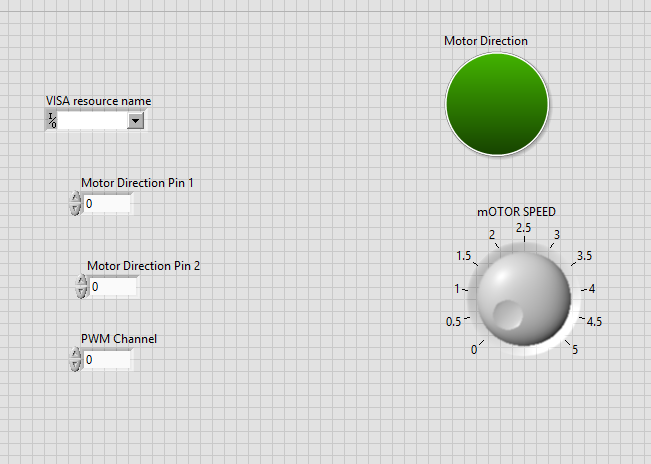 Motor Direction
VISA resource name
I/O
Motor Direction Pin 1
0
mOTOR SPEED
2.5
2
3
1.5
3.5
Motor Direction Pin 2
0
1
4
0.5
4.5
PWM Channel
0
0
5